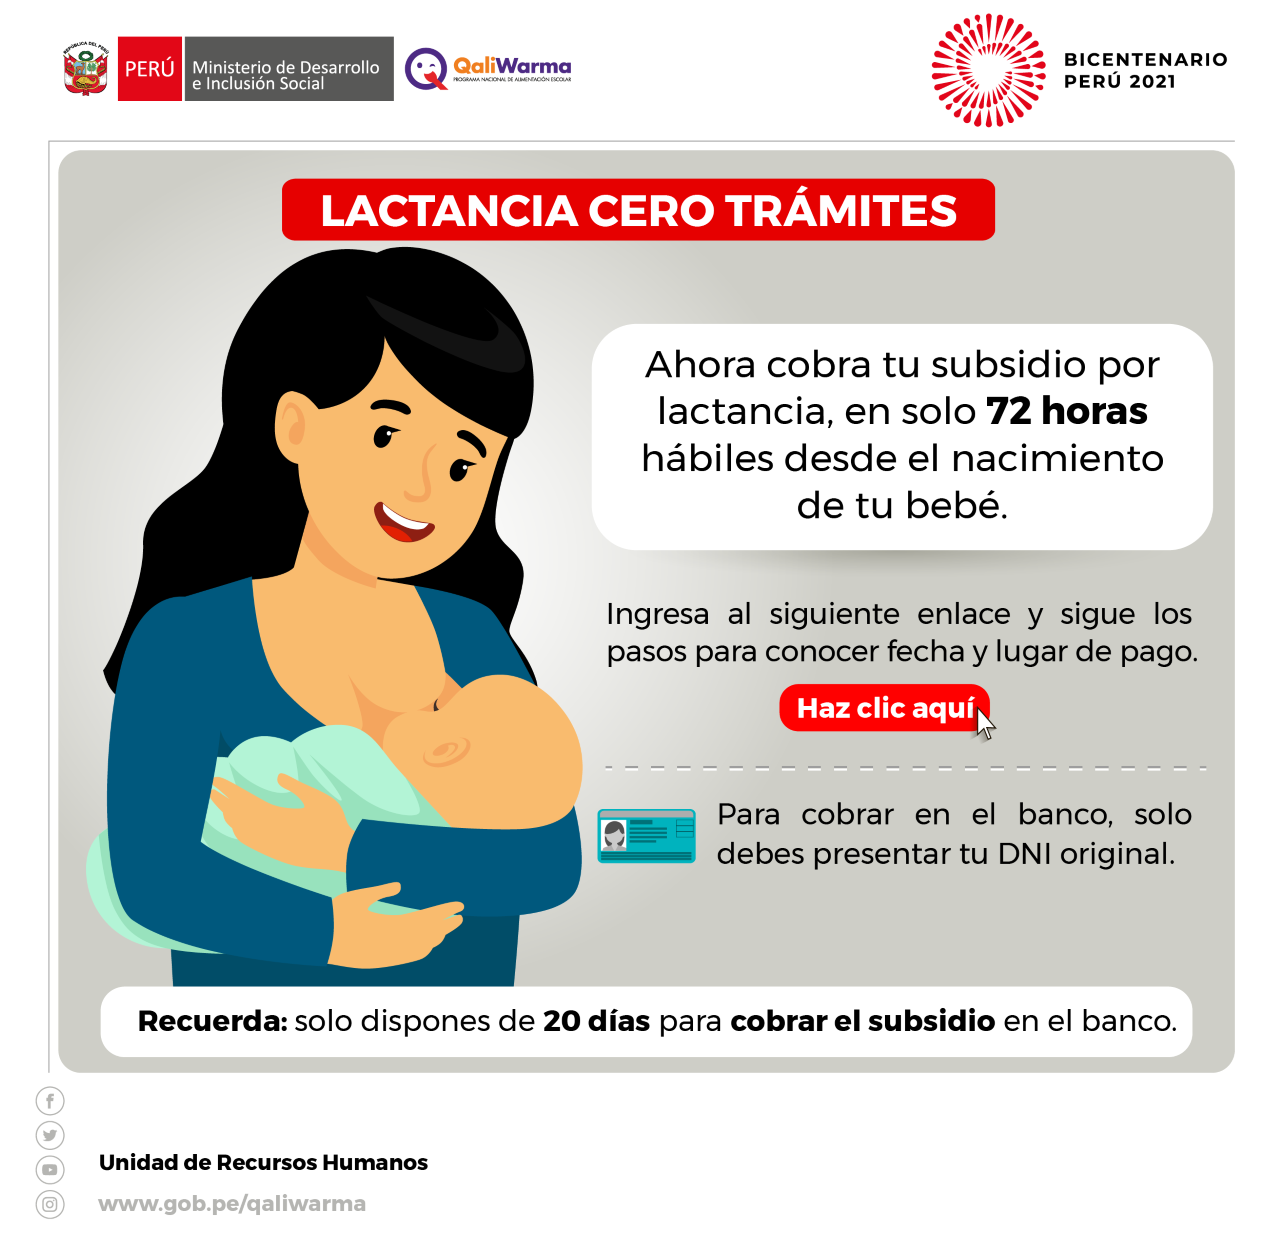 REPÚBLICA DEL PERÚ
PERÚ
Ministerio de Desarrollo
e Inclusión Social
QaliWarma
PROGRAMA NACIONAL DE ALIMENTACIÓN ESCOLAR
BICENTENARIO
PERÚ 2021
LACTANCIA CERO TRÁMITES
Ahora cobra tu subsidio por
lactancia, en solo 72 horas
hábiles desde el nacimiento
de tu bebé.
Ingresa al siguiente enlace y sigue los
pasos para conocer fecha y lugar de pago.
Haz clic aquí
Para cobrar en el banco, solo
debes presentar tu DNI original.
Recuerda: solo dispones de 20 días para cobrar el subsidio en el banco.
Unidad de Recursos Humanos
www.gob.pe/qaliwarma